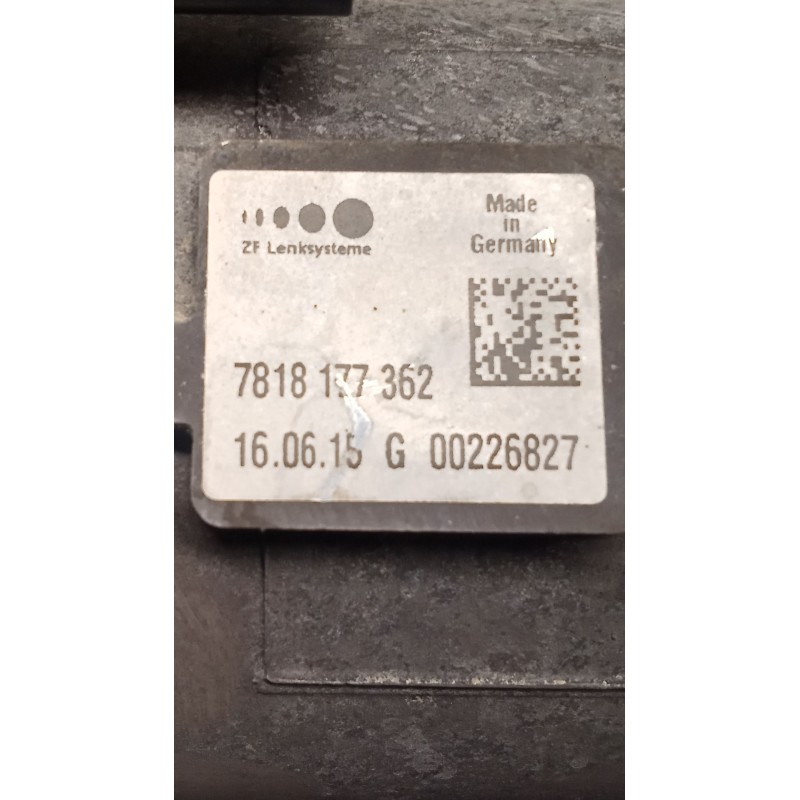 ZF Lenksysteme
Made
in
Germany
7818 177 362
16.06.15 G 00226827